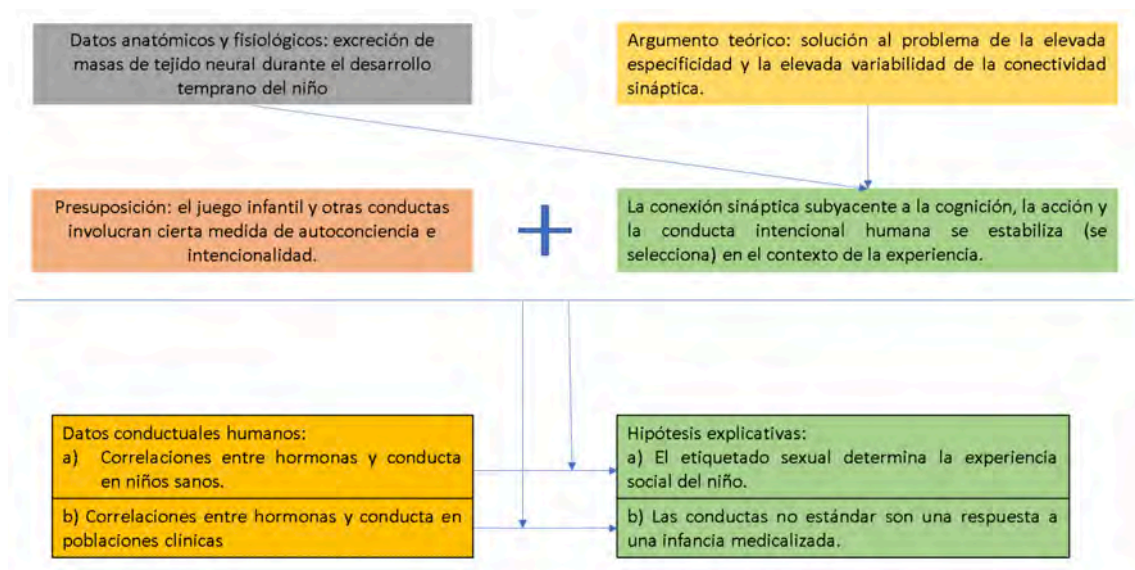 Datos anatómicos y fisiológicos: excreción de
masas de tejido neural durante el desarrollo
temprano del niño
Argumento teórico: solución al problema de la elevada
especificidad y la elevada variabilidad de la conectividad
sináptica.
Presuposición: el juego infantil y otras conductas
involucran cierta medida de autoconciencia e
intencionalidad.
+
La conexión sináptica subyacente a la cognición, la acción y
la conducta intencional humana se estabiliza (se
selecciona) en el contexto de la experiencia.
Datos conductuales humanos:
a) Correlaciones entre hormonas y conducta
en niños sanos.
b) Correlaciones entre hormonas y conducta en
poblaciones clínicas
Hipótesis explicativas:
a) El etiquetado sexual determina la experiencia
social del niño.
b) Las conductas no estándar son una respuesta a
una infancia medicalizada.